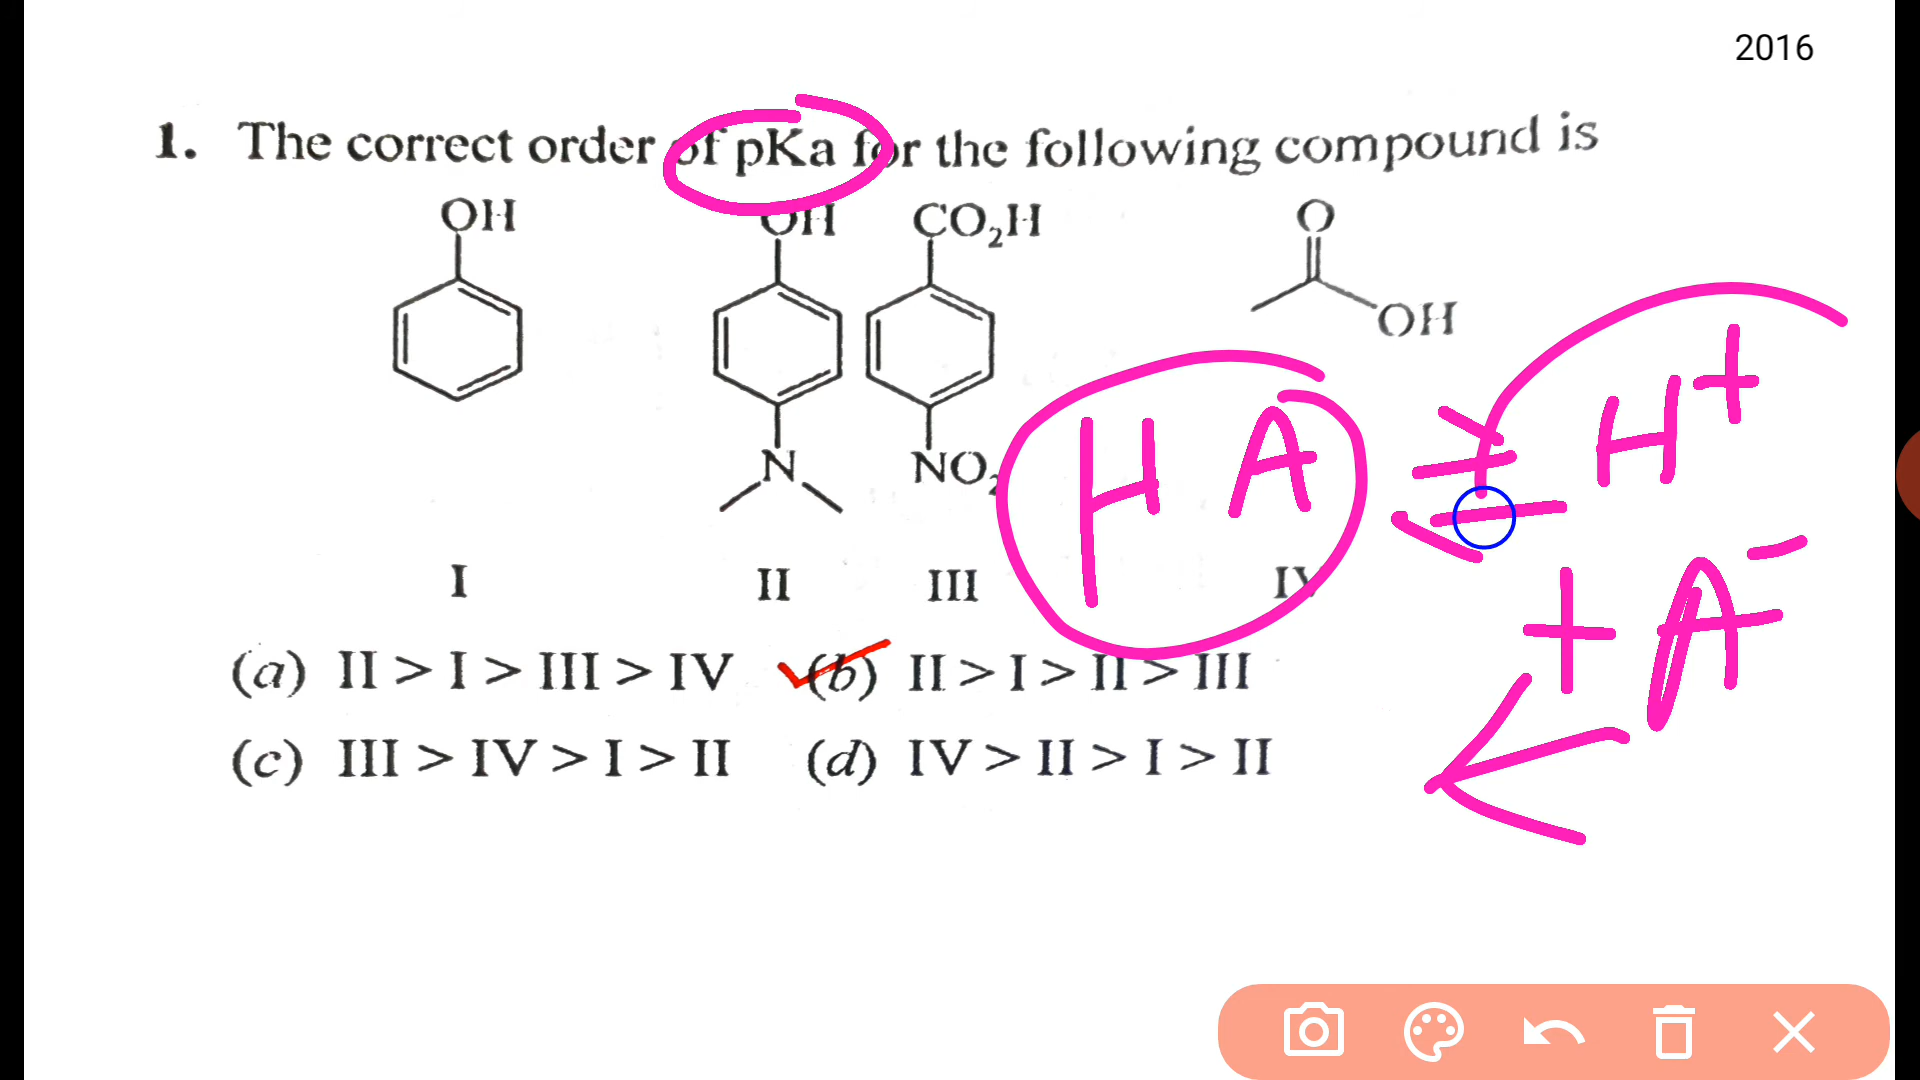 2016
1. The correct order of pKa for the following compound is
OH OH CO₂H O
OH
N NO₂
H A ⇌ H⁺
+ A⁻
I II III IV
(a) II > I > III > IV (b) II > I > II > III
(c) III > IV > I > II (d) IV > II > I > II